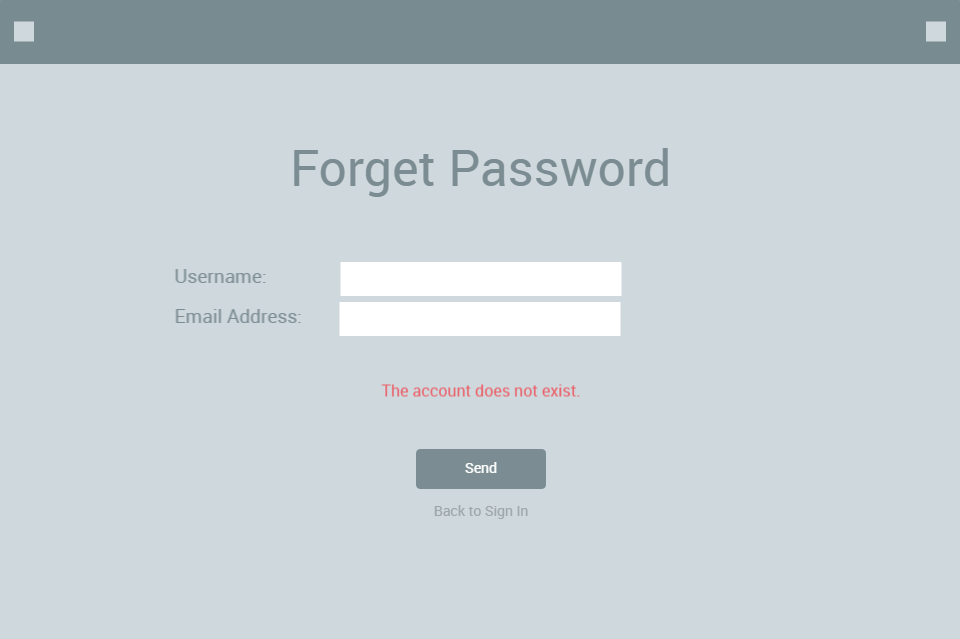 Forget Password
Username:
Email Address:
The account does not exist.
Send
Back to Sign In